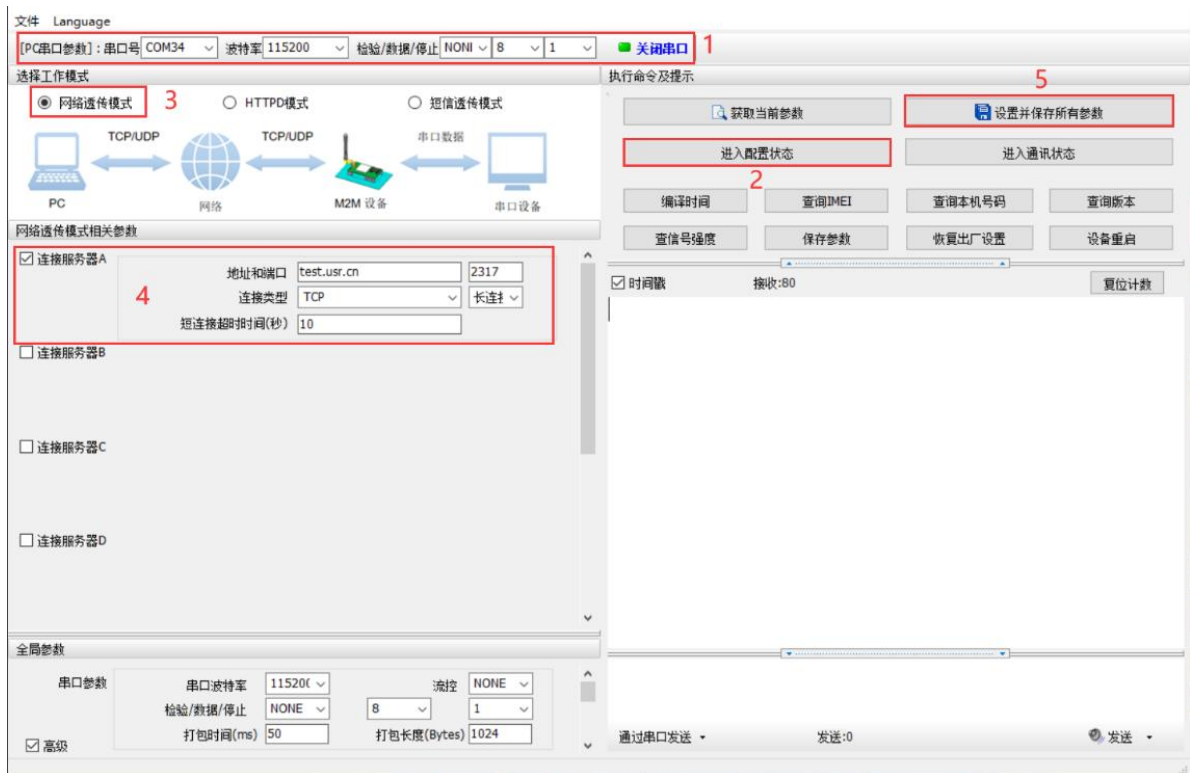 文件 Language
[PC串口参数]：串口号 COM34 波特率 115200 检验/数据/停止 NONI 8 1 关闭串口 1
选择工作模式
网络透传模式 3 HTTPD模式 短信透传模式
TCP/UDP TCP/UDP 串口数据
PC 网络 M2M 设备 串口设备
网络透传模式相关参数
连接服务器A
地址和端口 test.usr.cn 2317
4 连接类型 TCP 长连接
短连接超时时间(秒) 10
连接服务器B
连接服务器C
连接服务器D
全局参数
串口参数 串口波特率 11520( 流控 NONE
检验/数据/停止 NONE 8 1
打包时间(ms) 50 打包长度(Bytes) 1024
高级
执行命令及提示
5
获取当前参数 设置并保存所有参数
进入配置状态 进入通讯状态
2
编译时间 查询IMEI 查询本机号码 查询版本
查信号强度 保存参数 恢复出厂设置 设备重启
时间戳 接收:80 复位计数
通过串口发送 发送:0 发送